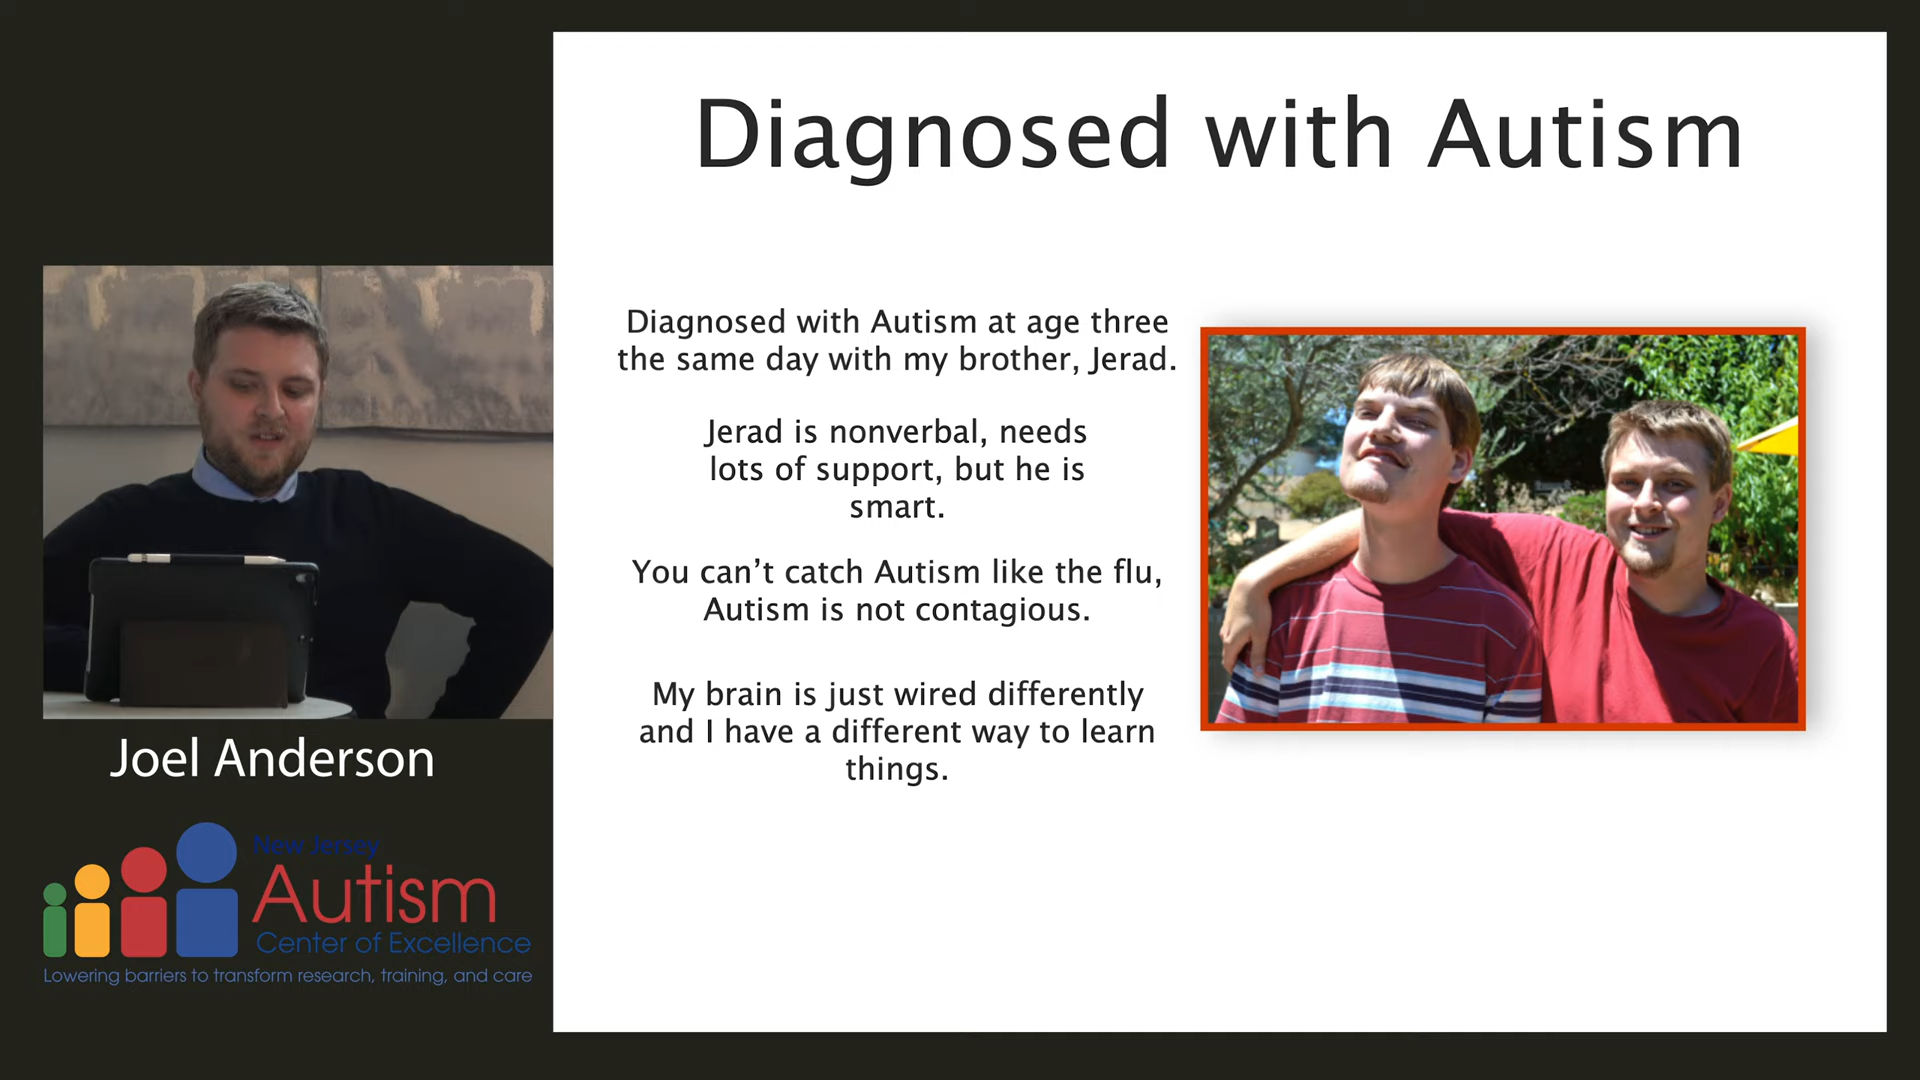 Diagnosed with Autism
Diagnosed with Autism at age three
the same day with my brother, Jerad.
Jerad is nonverbal, needs
lots of support, but he is
smart.
You can’t catch Autism like the flu,
Autism is not contagious.
My brain is just wired differently
and I have a different way to learn
things.
Joel Anderson
New Jersey
Autism
Center of Excellence
Lowering barriers to transform research, training, and care